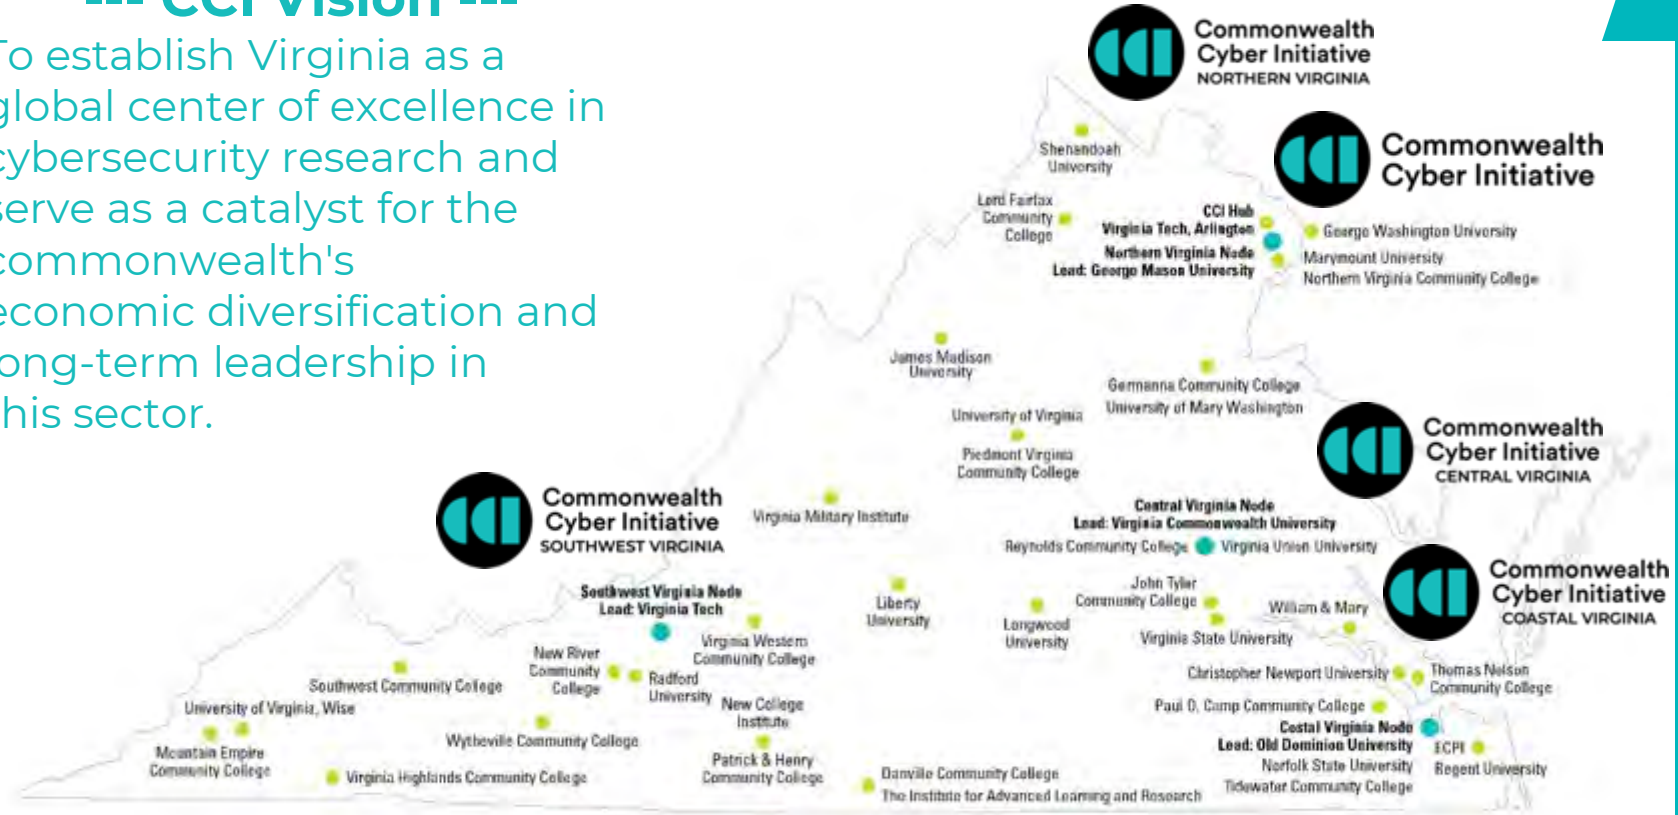 --- CCI Vision ---
To establish Virginia as a
global center of excellence in
cybersecurity research and
serve as a catalyst for the
commonwealth's
economic diversification and
long-term leadership in
this sector.
Commonwealth
Cyber Initiative
NORTHERN VIRGINIA
Commonwealth
Cyber Initiative
Shenandoah
University
Lord Fairfax
Community
College
CCI Hub
Virginia Tech, Arlington
Northern Virginia Node
Lead: George Mason University
George Washington University
Marymount University
Northern Virginia Community College
James Madison
University
Germanna Community College
University of Mary Washington
University of Virginia
Piedmont Virginia
Community College
Commonwealth
Cyber Initiative
CENTRAL VIRGINIA
Commonwealth
Cyber Initiative
SOUTHWEST VIRGINIA
Virginia Military Institute
Central Virginia Node
Lead: Virginia Commonwealth University
Reynolds Community College
Virginia Union University
Commonwealth
Cyber Initiative
COASTAL VIRGINIA
Southwest Virginia Node
Lead: Virginia Tech
Liberty
University
Longwood
University
John Tyler
Community College
Virginia State University
William & Mary
Virginia Western
Community College
New River
Community
College
Radford
University
Southwest Community College
University of Virginia, Wise
New College
Institute
Christopher Newport University
Thomas Nelson
Community College
Paul D. Camp Community College
Costal Virginia Node
Lead: Old Dominion University
Norfolk State University
Tidewater Community College
ECPI
Regent University
Wytheville Community College
Mountain Empire
Community College
Virginia Highlands Community College
Patrick & Henry
Community College
Danville Community College
The Institute for Advanced Learning and Research